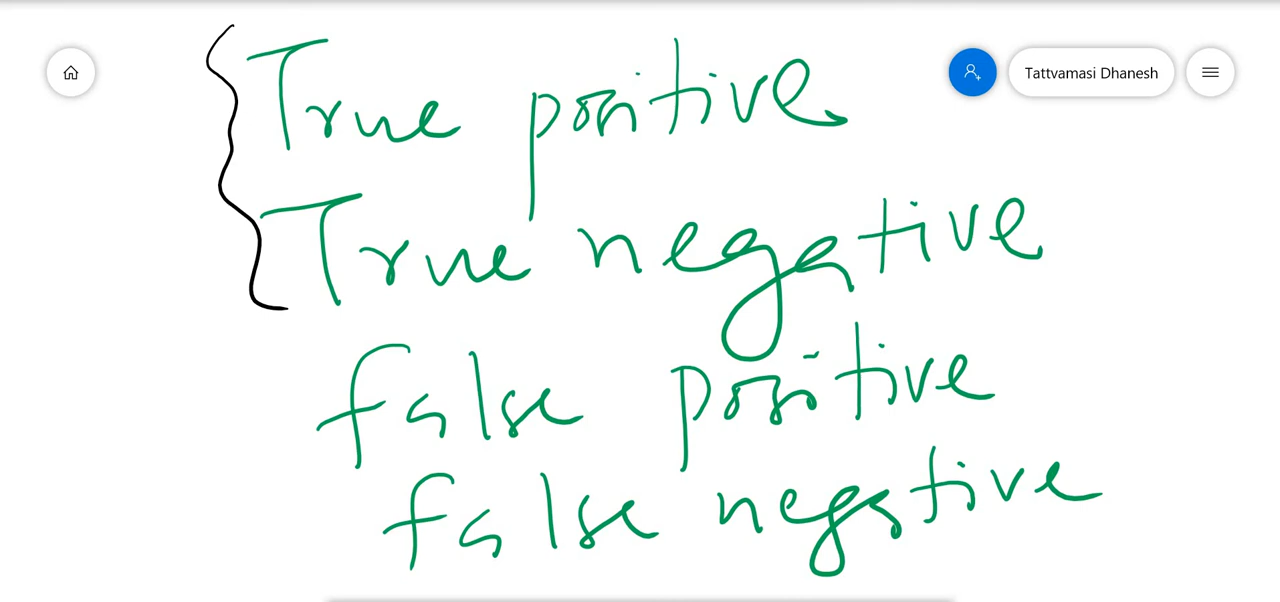 True positive
Tattvamasi Dhanesh
True negative
false positive
false negative